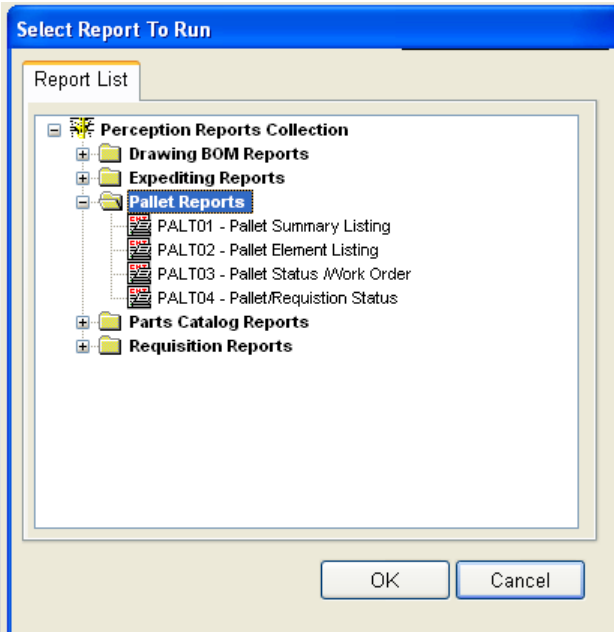 Select Report To Run
Report List
Perception Reports Collection
Drawing BOM Reports
Expediting Reports
Pallet Reports
PALT01 - Pallet Summary Listing
PALT02 - Pallet Element Listing
PALT03 - Pallet Status /Work Order
PALT04 - Pallet/Requistion Status
Parts Catalog Reports
Requisition Reports
OK Cancel